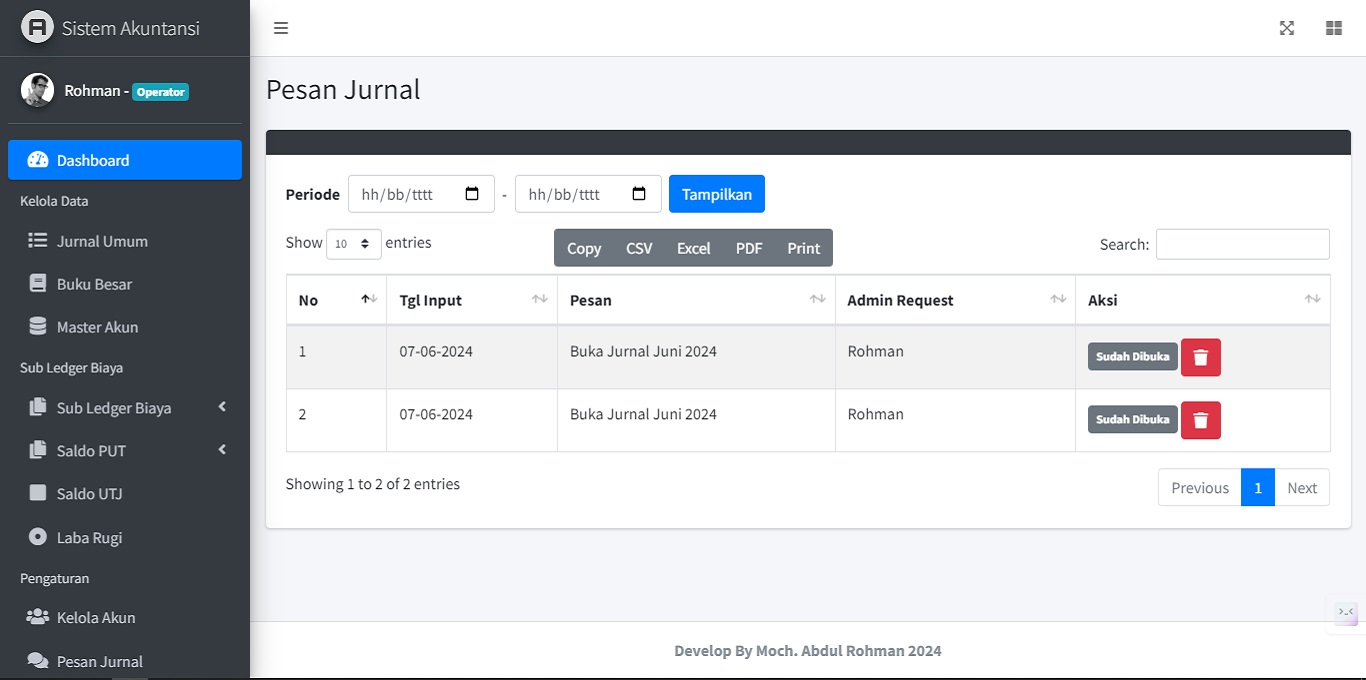 Sistem Akuntansi
Rohman - Operator
Dashboard
Kelola Data
Jurnal Umum
Buku Besar
Master Akun
Sub Ledger Biaya
Sub Ledger Biaya
Saldo PUT
Saldo UTJ
Laba Rugi
Pengaturan
Kelola Akun
Pesan Jurnal
Pesan Jurnal
Periode hh/bb/tttt - hh/bb/tttt Tampilkan
Show 10 entries Copy CSV Excel PDF Print Search:
No Tgl Input Pesan Admin Request Aksi
1 07-06-2024 Buka Jurnal Juni 2024 Rohman Sudah Dibuka
2 07-06-2024 Buka Jurnal Juni 2024 Rohman Sudah Dibuka
Showing 1 to 2 of 2 entries Previous 1 Next
Develop By Moch. Abdul Rohman 2024